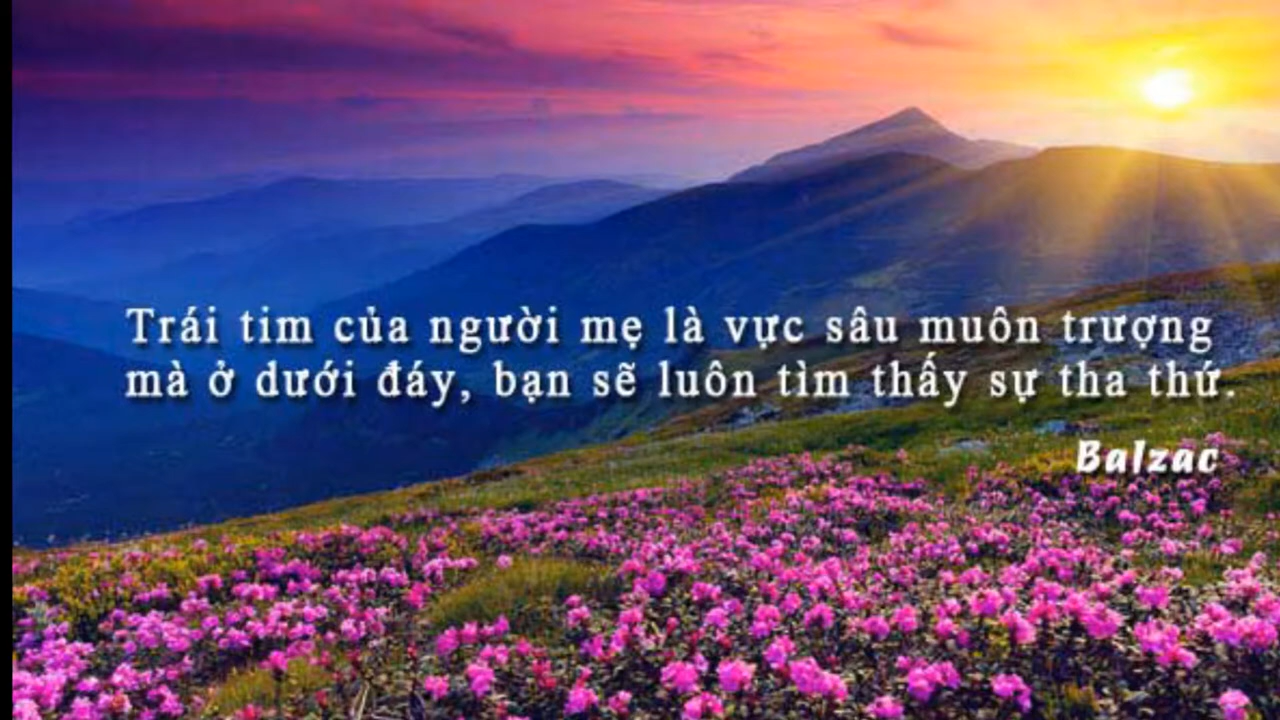 Trái tim của người mẹ là vực sâu muôn trượng
mà ở dưới đáy, bạn sẽ luôn tìm thấy sự tha thứ.
Balzac